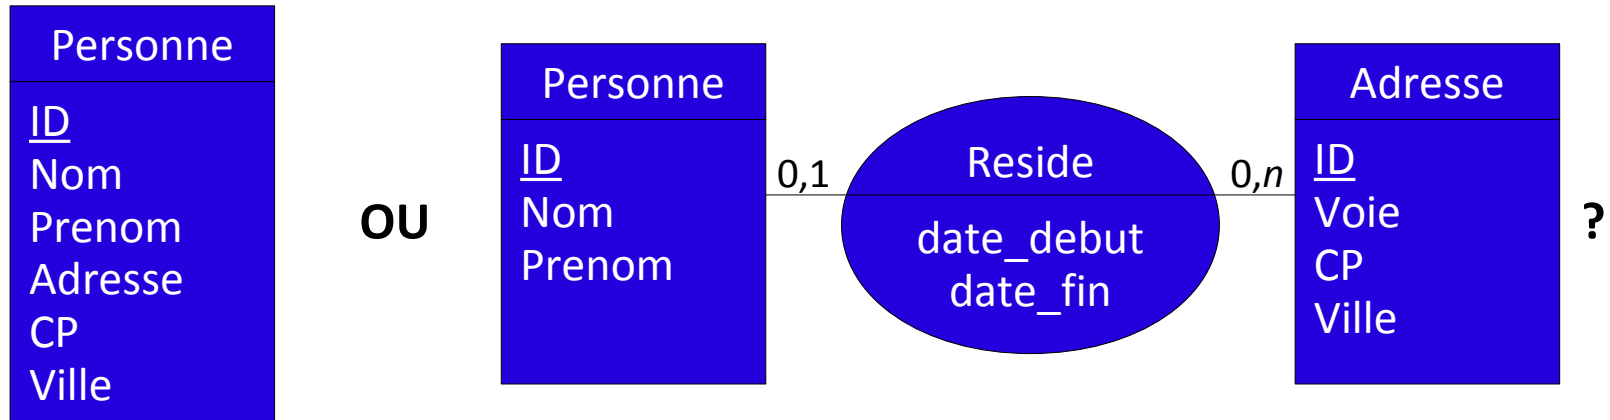 Personne
ID
Nom
Prenom
Adresse
CP
Ville
OU
Personne
ID
Nom
Prenom
0,1
Reside
date_debut
date_fin
0,n
Adresse
ID
Voie
CP
Ville
?